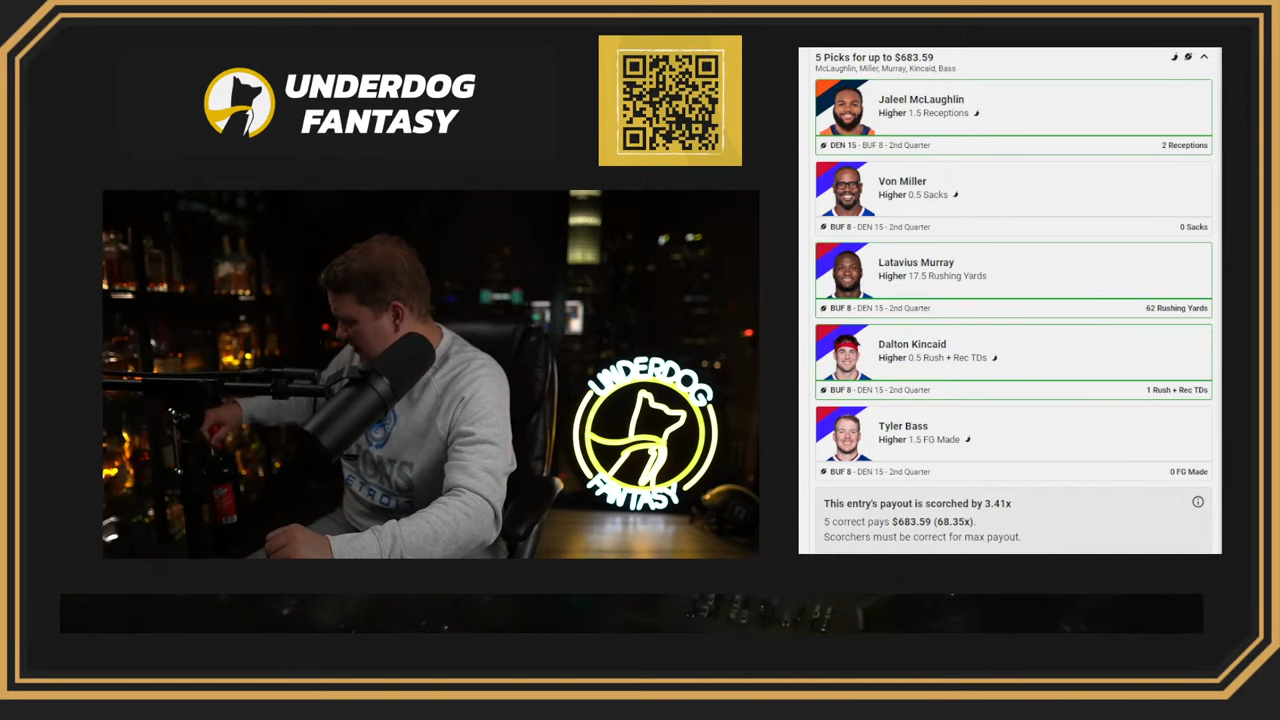 UNDERDOG
FANTASY
5 Picks for up to $683.59
McLaughlin, Miller, Murray, Kincaid, Bass
Jaleel McLaughlin
Higher 1.5 Receptions
DEN 15 - BUF 8 - 2nd Quarter
2 Receptions
Von Miller
Higher 0.5 Sacks
BUF 8 - DEN 15 - 2nd Quarter
0 Sacks
Latavius Murray
Higher 17.5 Rushing Yards
BUF 8 - DEN 15 - 2nd Quarter
62 Rushing Yards
Dalton Kincaid
Higher 0.5 Rush + Rec TDs
BUF 8 - DEN 15 - 2nd Quarter
1 Rush + Rec TDs
Tyler Bass
Higher 1.5 FG Made
BUF 8 - DEN 15 - 2nd Quarter
0 FG Made
This entry's payout is scorched by 3.41x
5 correct pays $683.59 (68.35x).
Scorchers must be correct for max payout.
UNDERDOG
FANTASY
DETROIT